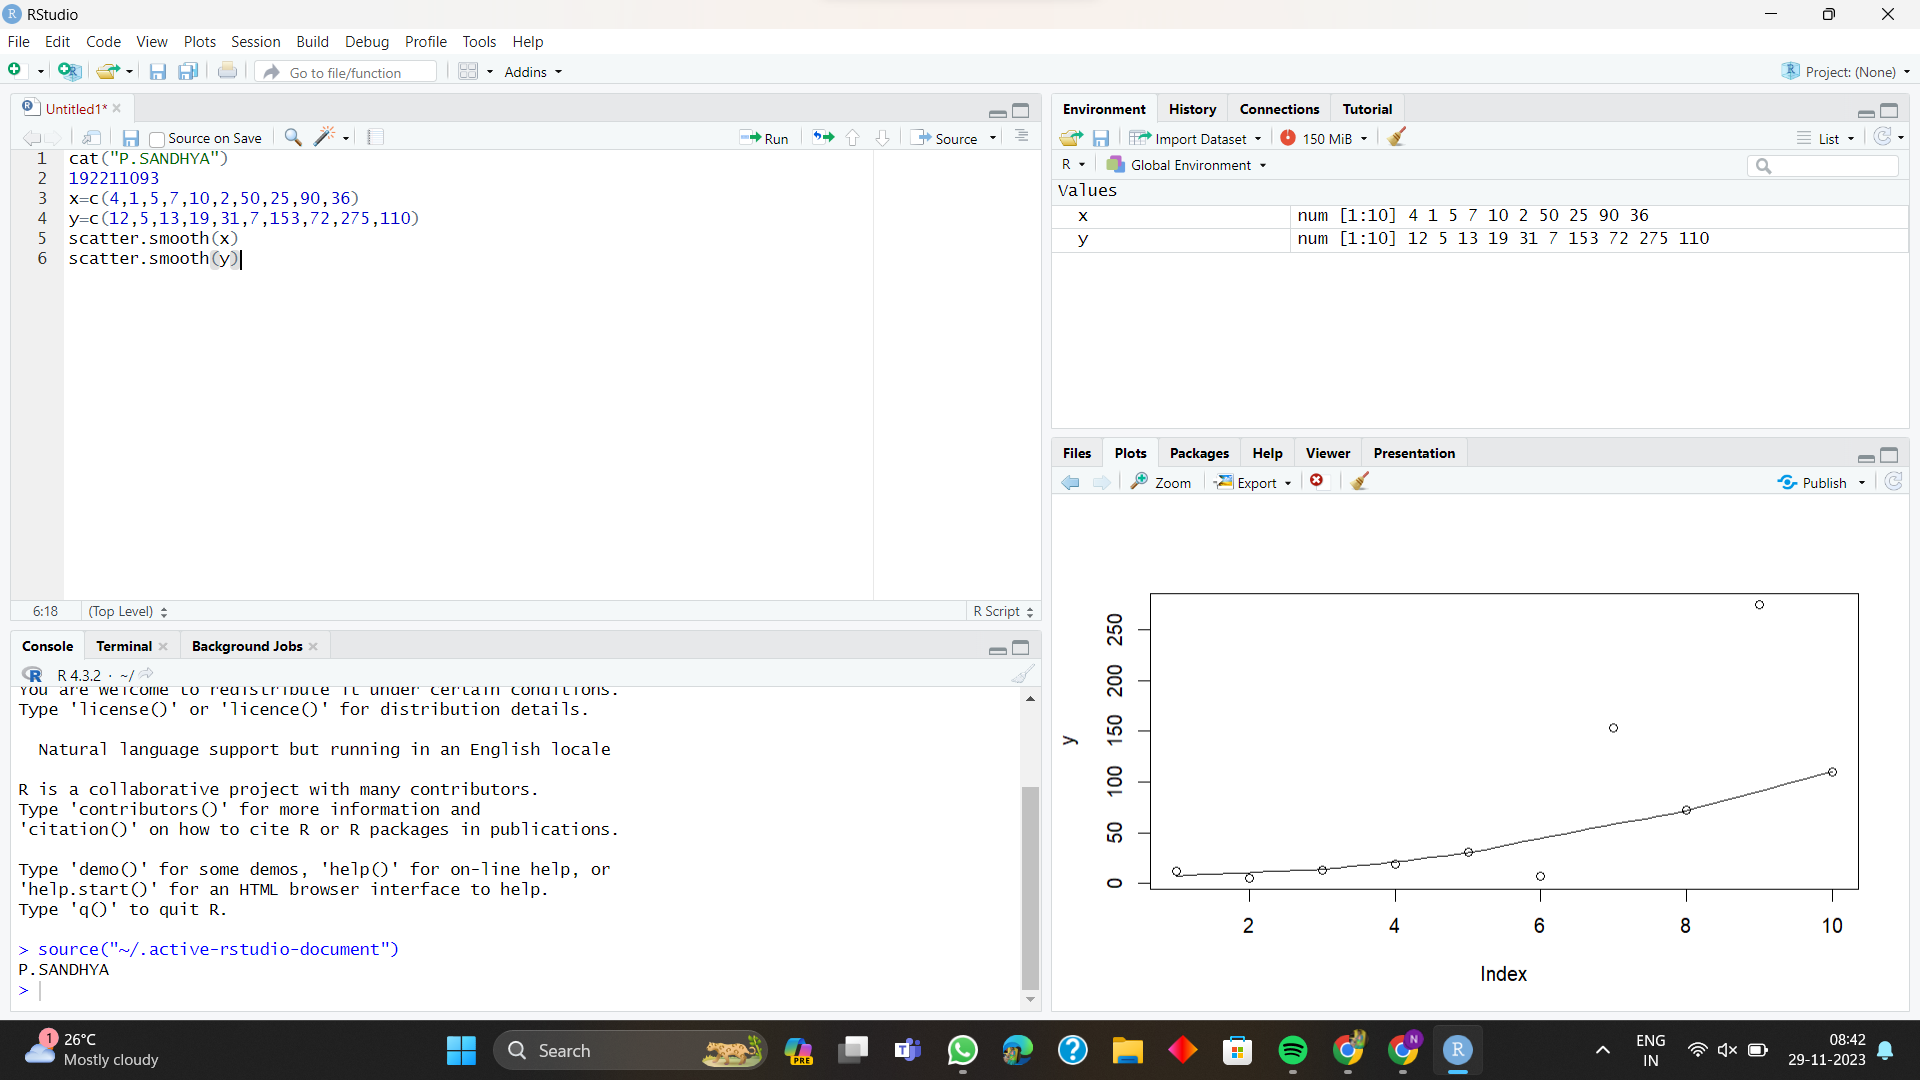 RStudio
File Edit Code View Plots Session Build Debug Profile Tools Help
Go to file/function Addins Project: (None)
Untitled1*
Source on Save Run Source
1 cat("P.SANDHYA")
2 192211093
3 x=c(4,1,5,7,10,2,50,25,90,36)
4 y=c(12,5,13,19,31,7,153,72,275,110)
5 scatter.smooth(x)
6 scatter.smooth(y)
6:18 (Top Level) R Script
Console Terminal Background Jobs
R 4.3.2 · ~/
You are welcome to redistribute it under certain conditions.
Type 'license()' or 'licence()' for distribution details.
Natural language support but running in an English locale
R is a collaborative project with many contributors.
Type 'contributors()' for more information and
'citation()' on how to cite R or R packages in publications.
Type 'demo()' for some demos, 'help()' for on-line help, or
'help.start()' for an HTML browser interface to help.
Type 'q()' to quit R.
> source("~/.active-rstudio-document")
P.SANDHYA
>
Environment History Connections Tutorial
Import Dataset 150 MiB List
R Global Environment
Values
x num [1:10] 4 1 5 7 10 2 50 25 90 36
y num [1:10] 12 5 13 19 31 7 153 72 275 110
Files Plots Packages Help Viewer Presentation
Zoom Export Publish
250
200
150
100
50
0
y
2 4 6 8 10
Index
1 26°C
Mostly cloudy
Search
PRE
T
N
R
ENG
IN
08:42
29-11-2023